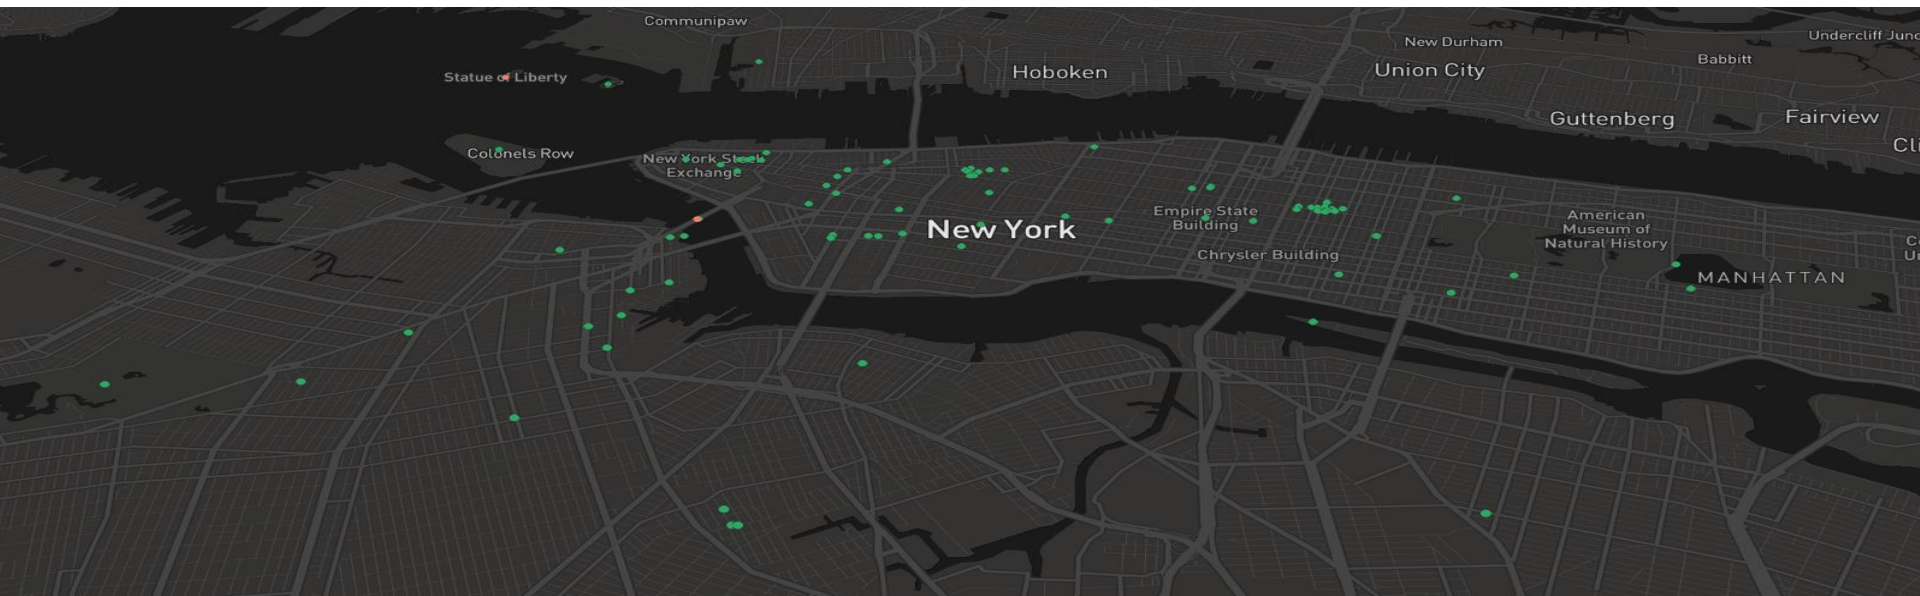 Communipaw
Undercliff Junc
New Durham
Babbitt
Hoboken
Union City
Statue of Liberty
Guttenberg
Fairview
Cli
Colonels Row
New York Stock
Exchange
Empire State
Building
American
Museum of
Natural History
New York
Chrysler Building
MANHATTAN